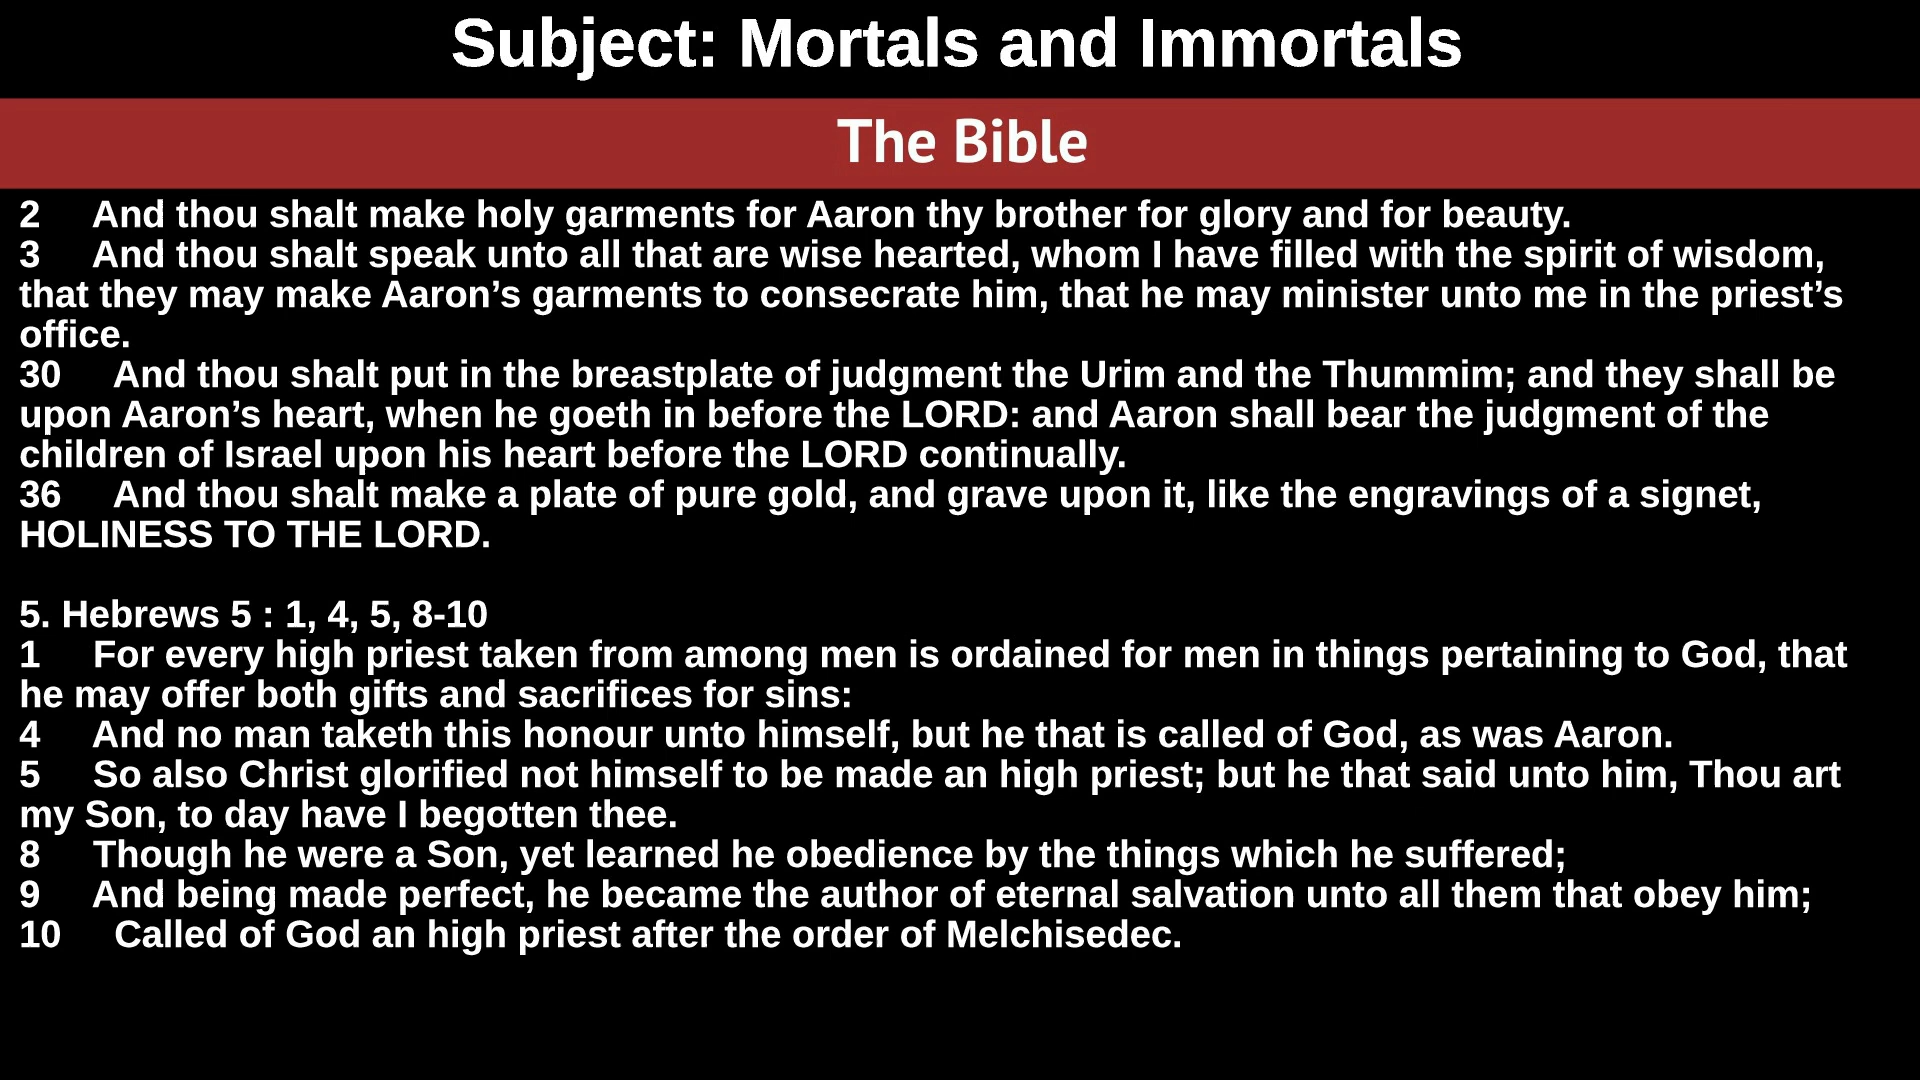 Subject: Mortals and Immortals
The Bible
2 And thou shalt make holy garments for Aaron thy brother for glory and for beauty.
3 And thou shalt speak unto all that are wise hearted, whom I have filled with the spirit of wisdom,
that they may make Aaron’s garments to consecrate him, that he may minister unto me in the priest’s
office.
30 And thou shalt put in the breastplate of judgment the Urim and the Thummim; and they shall be
upon Aaron’s heart, when he goeth in before the LORD: and Aaron shall bear the judgment of the
children of Israel upon his heart before the LORD continually.
36 And thou shalt make a plate of pure gold, and grave upon it, like the engravings of a signet,
HOLINESS TO THE LORD.
5. Hebrews 5 : 1, 4, 5, 8-10
1 For every high priest taken from among men is ordained for men in things pertaining to God, that
he may offer both gifts and sacrifices for sins:
4 And no man taketh this honour unto himself, but he that is called of God, as was Aaron.
5 So also Christ glorified not himself to be made an high priest; but he that said unto him, Thou art
my Son, to day have I begotten thee.
8 Though he were a Son, yet learned he obedience by the things which he suffered;
9 And being made perfect, he became the author of eternal salvation unto all them that obey him;
10 Called of God an high priest after the order of Melchisedec.